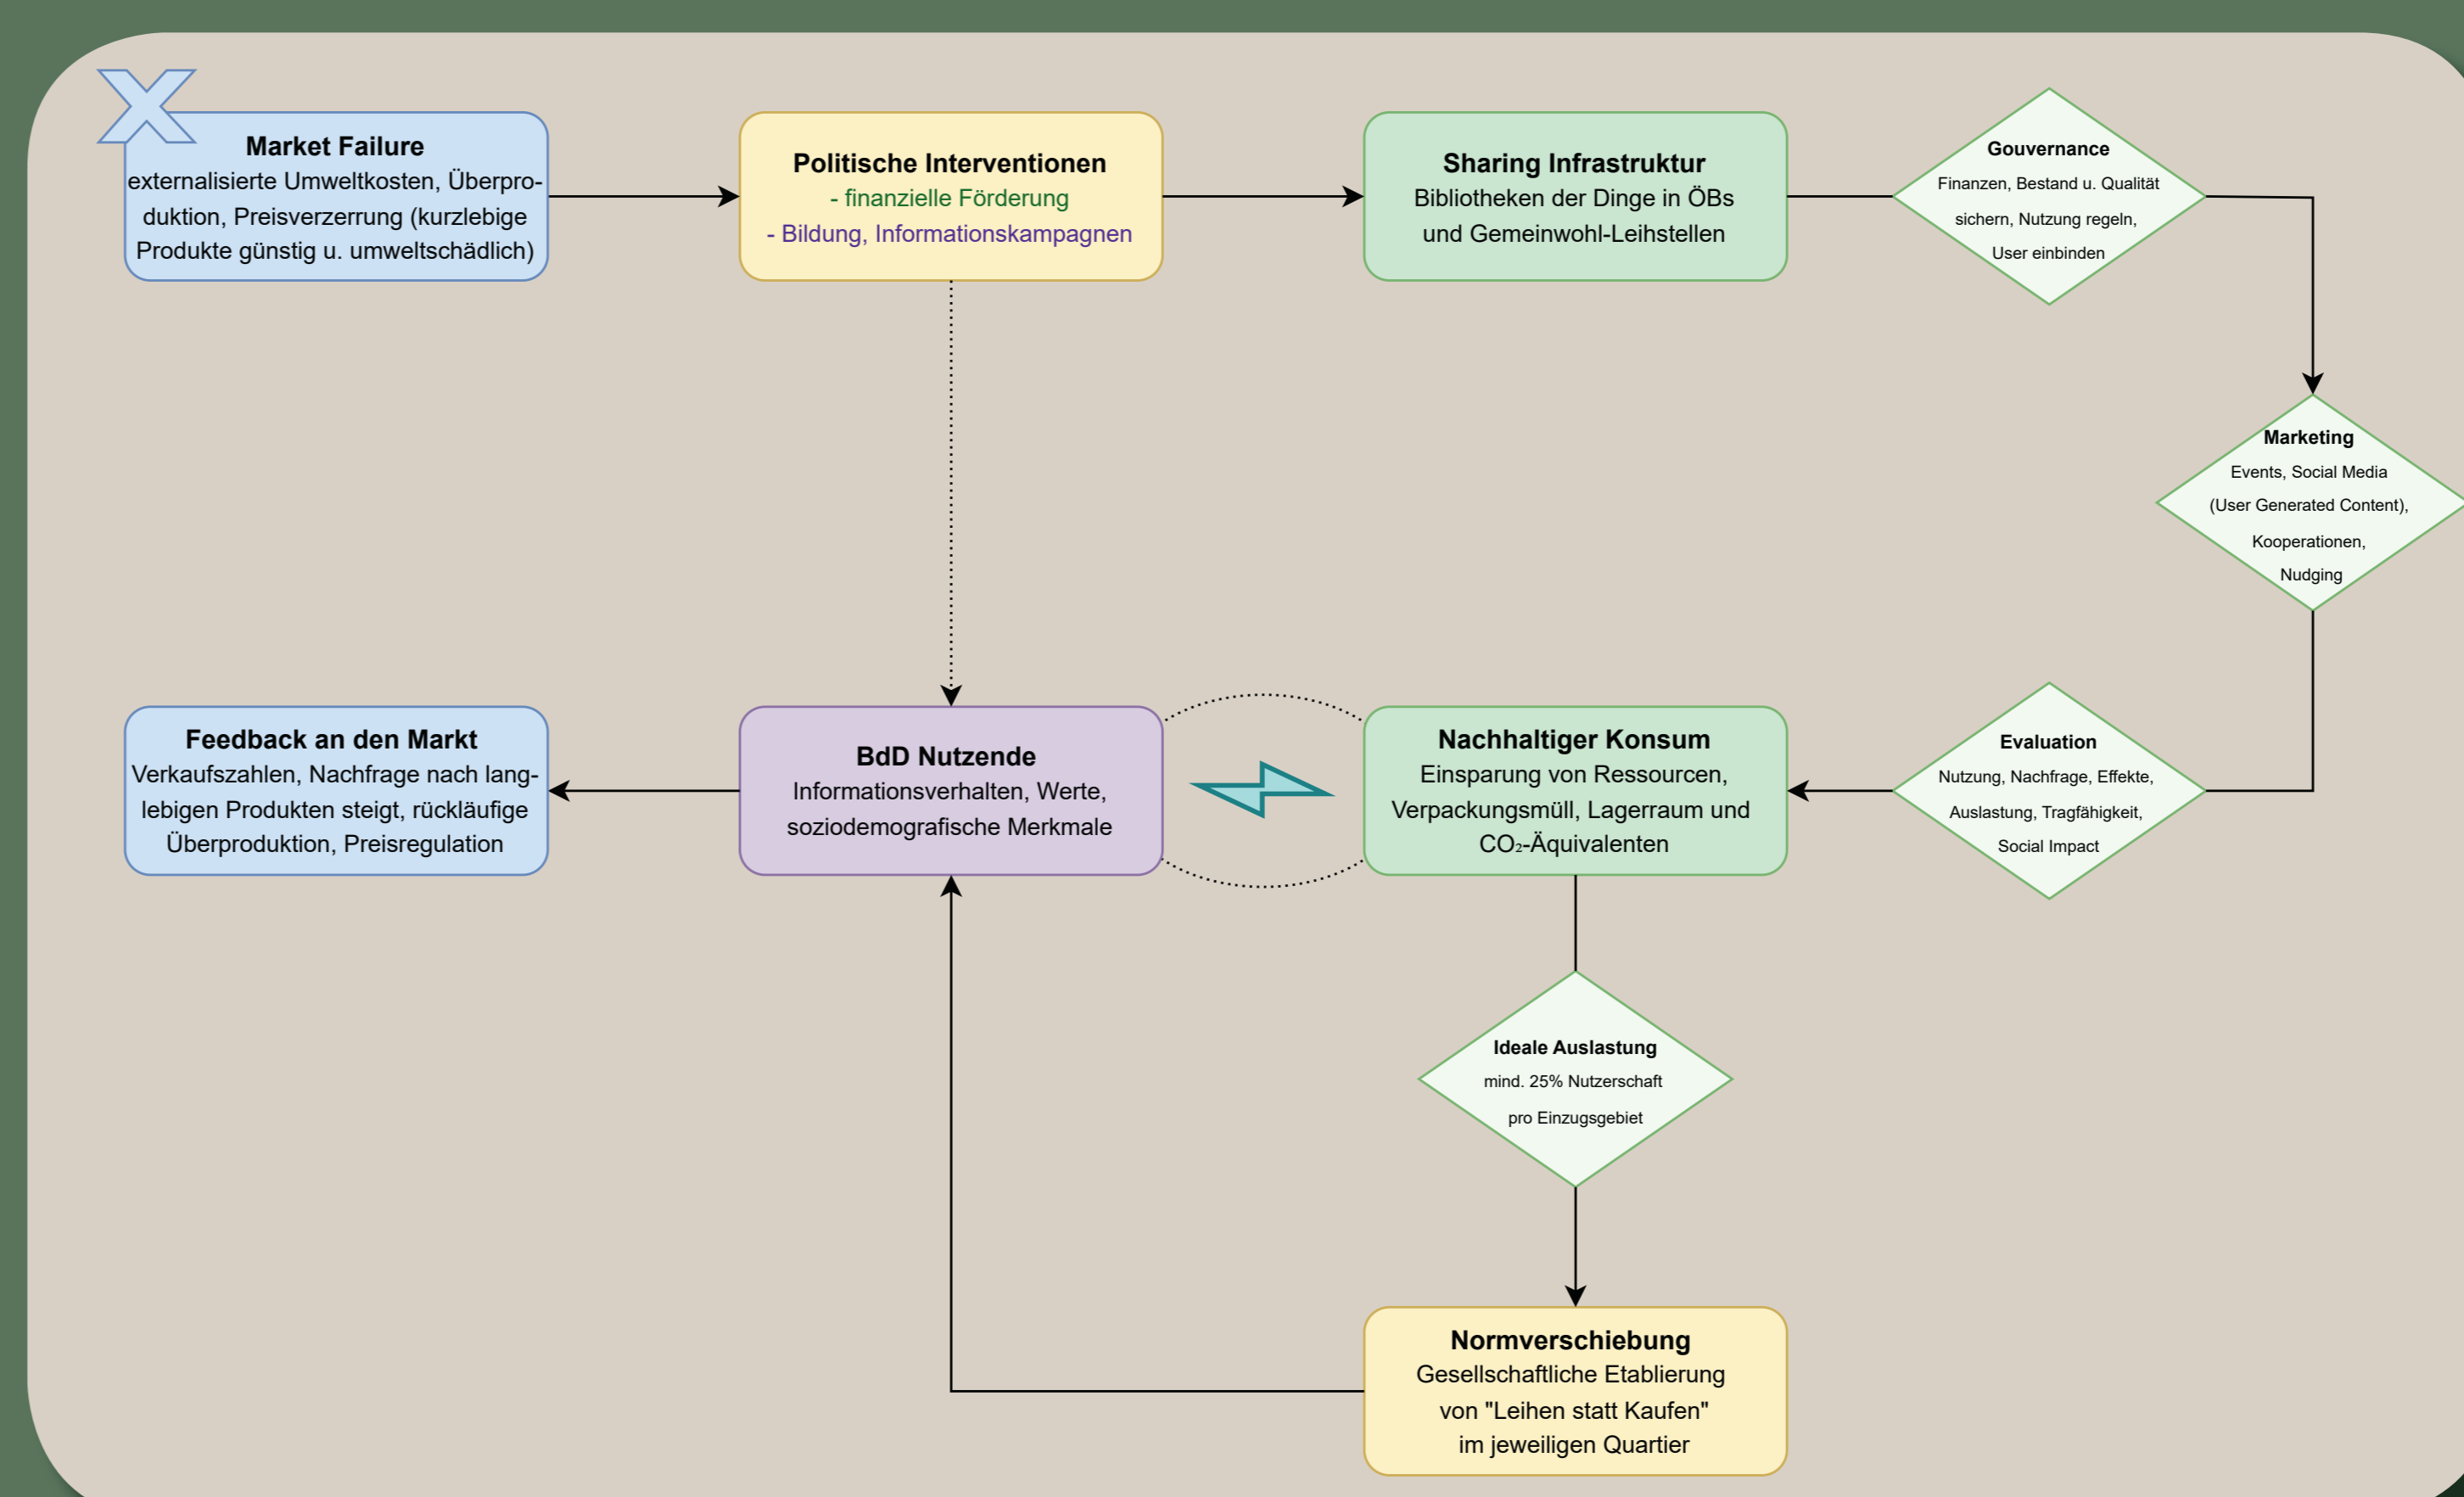 Market Failure
externalisierte Umweltkosten, Überpro-
duktion, Preisverzerrung (kurzlebige
Produkte günstig u. umweltschädlich)
Politische Interventionen
- finanzielle Förderung
- Bildung, Informationskampagnen
Sharing Infrastruktur
Bibliotheken der Dinge in ÖBs
und Gemeinwohl-Leihstellen
Gouvernance
Finanzen, Bestand u. Qualität
sichern, Nutzung regeln,
User einbinden
Marketing
Events, Social Media
(User Generated Content),
Kooperationen,
Nudging
Feedback an den Markt
Verkaufszahlen, Nachfrage nach lang-
lebigen Produkten steigt, rückläufige
Überproduktion, Preisregulation
BdD Nutzende
Informationsverhalten, Werte,
soziodemografische Merkmale
Nachhaltiger Konsum
Einsparung von Ressourcen,
Verpackungsmüll, Lagerraum und
CO₂-Äquivalenten
Evaluation
Nutzung, Nachfrage, Effekte,
Auslastung, Tragfähigkeit,
Social Impact
Ideale Auslastung
mind. 25% Nutzerschaft
pro Einzugsgebiet
Normverschiebung
Gesellschaftliche Etablierung
von "Leihen statt Kaufen"
im jeweiligen Quartier